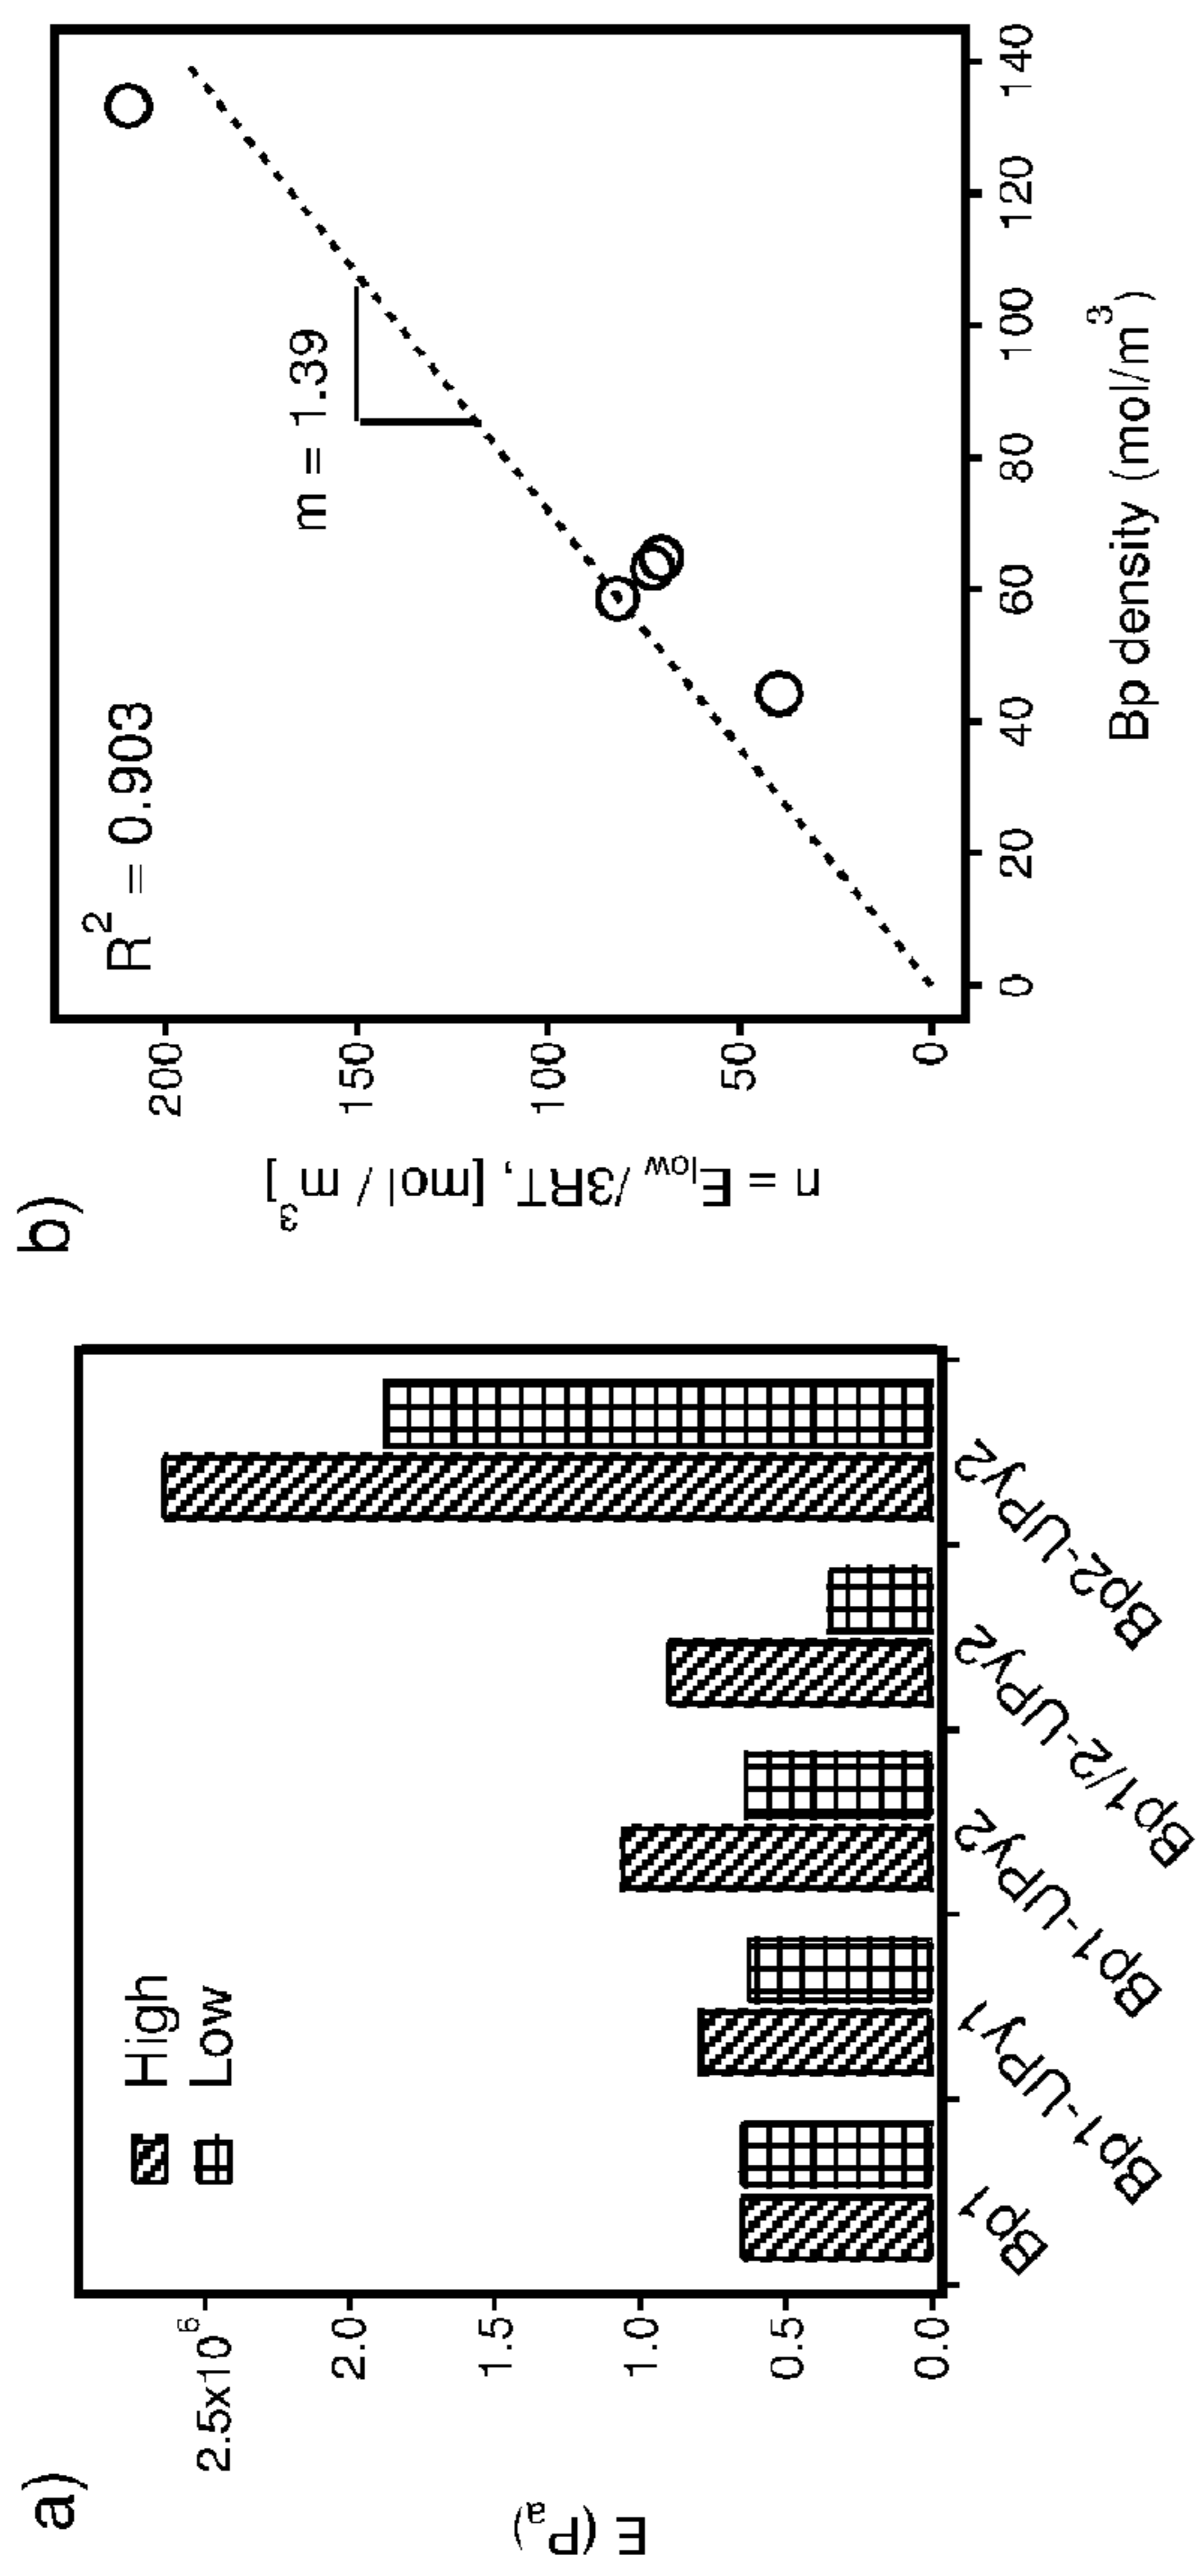 a)
E (Pa)
2.5x10⁶
2.0
1.5
1.0
0.5
0.0
High
Low
Bp1
Bp1-UPy1
Bp1-UPy2
Bp1/2-UPy2
Bp2-UPy2
b)
n = Elow/3RT, [mol / m³]
200
150
100
50
0
R² = 0.903
m = 1.39
0
20
40
60
80
100
120
140
Bp density (mol/m³)